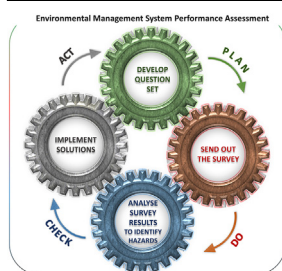 Environmental Management System Performance Assessment
ACT
PLAN
DEVELOP
QUESTION
SET
IMPLEMENT
SOLUTIONS
SEND OUT
THE SURVEY
ANALYSE
SURVEY
RESULTS
TO IDENTIFY
HAZARDS
CHECK
DO